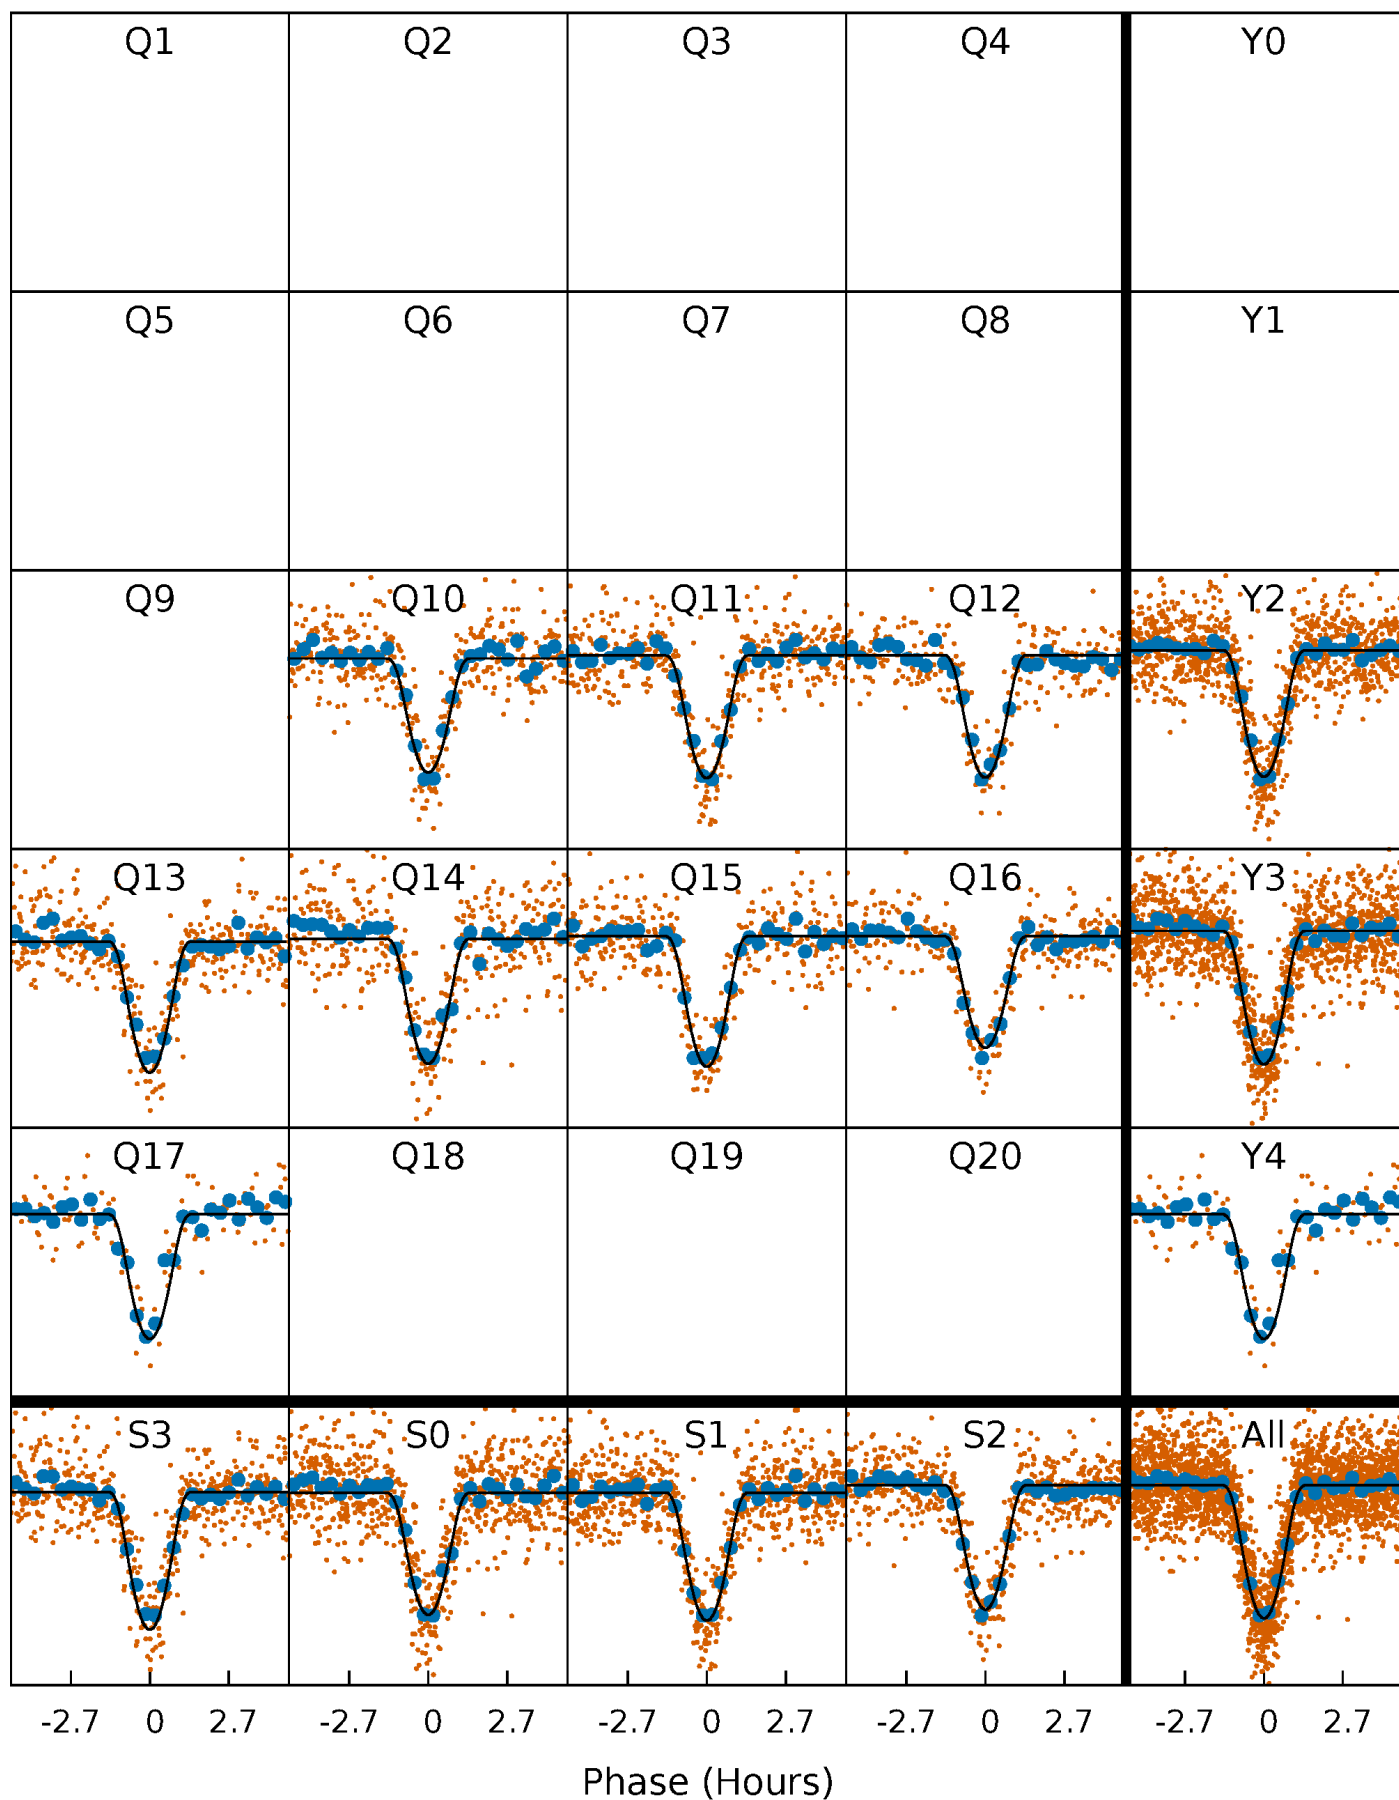 Q1 Q2 Q3 Q4 Y0
Q5 Q6 Q7 Q8 Y1
Q9 Q10 Q11 Q12 Y2
Q13 Q14 Q15 Q16 Y3
Q17 Q18 Q19 Q20 Y4
S3 S0 S1 S2 All
-2.7 0 2.7 -2.7 0 2.7 -2.7 0 2.7 -2.7 0 2.7 -2.7 0 2.7
Phase (Hours)